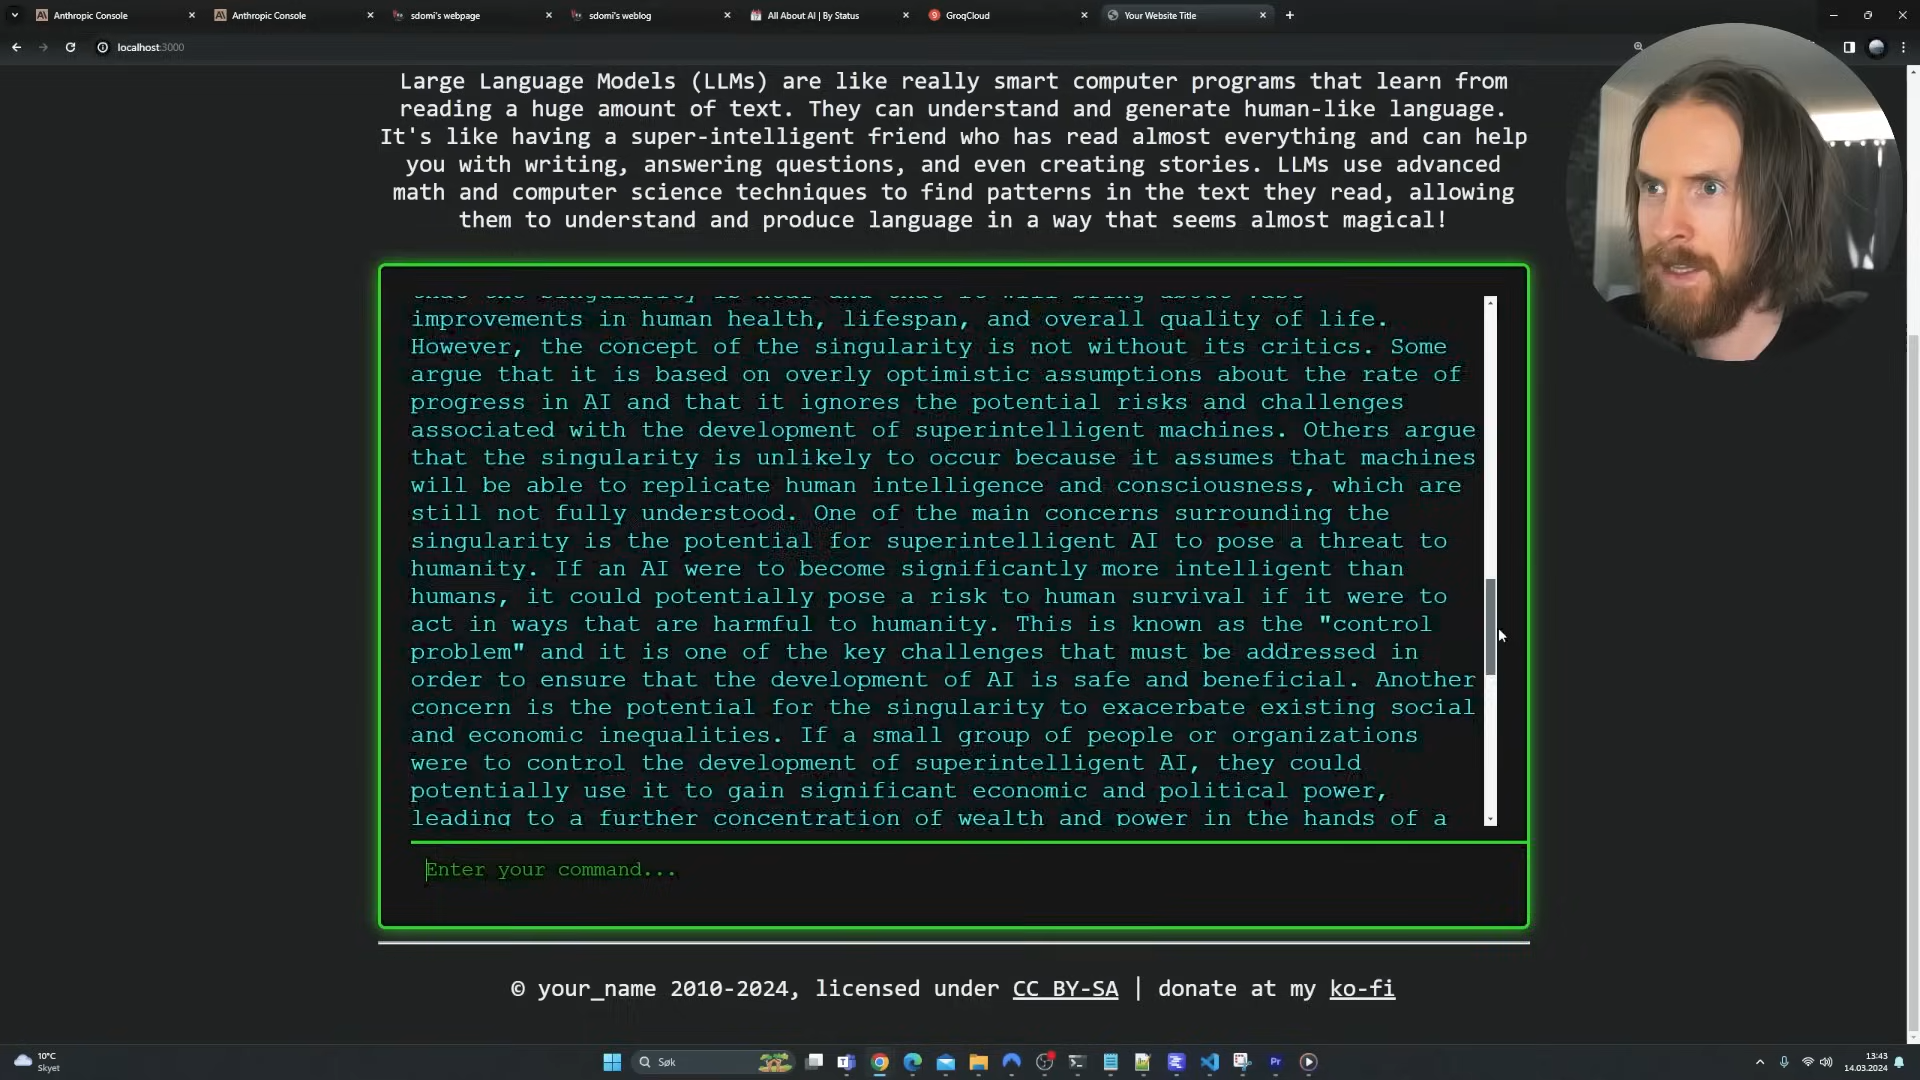 Anthropic Console
Anthropic Console
sdomi's webpage
sdomi's weblog
All About AI | By Status
GroqCloud
Your Website Title
localhost:3000
Large Language Models (LLMs) are like really smart computer programs that learn from
reading a huge amount of text. They can understand and generate human-like language.
It's like having a super-intelligent friend who has read almost everything and can help
you with writing, answering questions, and even creating stories. LLMs use advanced
math and computer science techniques to find patterns in the text they read, allowing
them to understand and produce language in a way that seems almost magical!
that the singularity is near and that it will bring about vast
improvements in human health, lifespan, and overall quality of life.
However, the concept of the singularity is not without its critics. Some
argue that it is based on overly optimistic assumptions about the rate of
progress in AI and that it ignores the potential risks and challenges
associated with the development of superintelligent machines. Others argue
that the singularity is unlikely to occur because it assumes that machines
will be able to replicate human intelligence and consciousness, which are
still not fully understood. One of the main concerns surrounding the
singularity is the potential for superintelligent AI to pose a threat to
humanity. If an AI were to become significantly more intelligent than
humans, it could potentially pose a risk to human survival if it were to
act in ways that are harmful to humanity. This is known as the "control
problem" and it is one of the key challenges that must be addressed in
order to ensure that the development of AI is safe and beneficial. Another
concern is the potential for the singularity to exacerbate existing social
and economic inequalities. If a small group of people or organizations
were to control the development of superintelligent AI, they could
potentially use it to gain significant economic and political power,
leading to a further concentration of wealth and power in the hands of a
Enter your command...
© your_name 2010-2024, licensed under CC BY-SA | donate at my ko-fi
10°C
Skyet
Søk
13:43
14.03.2024